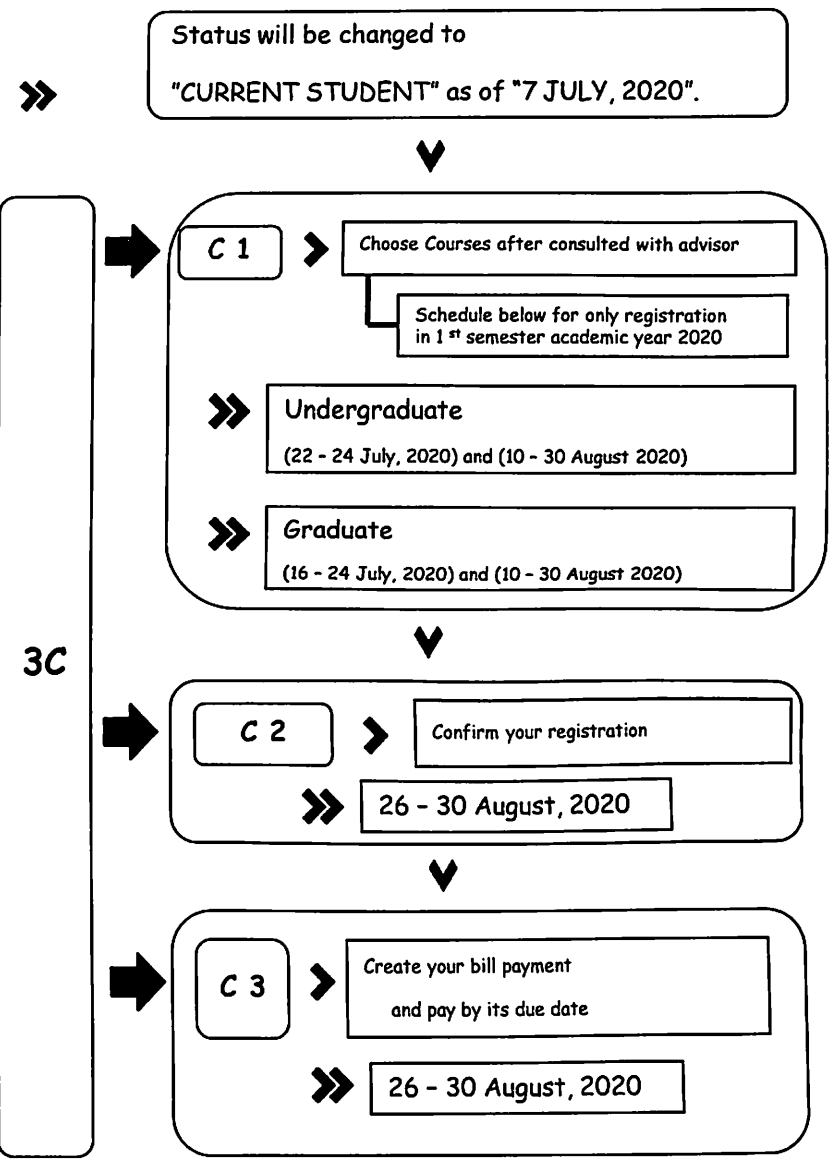 Status will be changed to
"CURRENT STUDENT" as of "7 JULY, 2020".
C 1
Choose Courses after consulted with advisor
Schedule below for only registration
in 1 st semester academic year 2020
Undergraduate
(22 - 24 July, 2020) and (10 - 30 August 2020)
Graduate
(16 - 24 July, 2020) and (10 - 30 August 2020)
3C
C 2
Confirm your registration
26 - 30 August, 2020
C 3
Create your bill payment
and pay by its due date
26 - 30 August, 2020